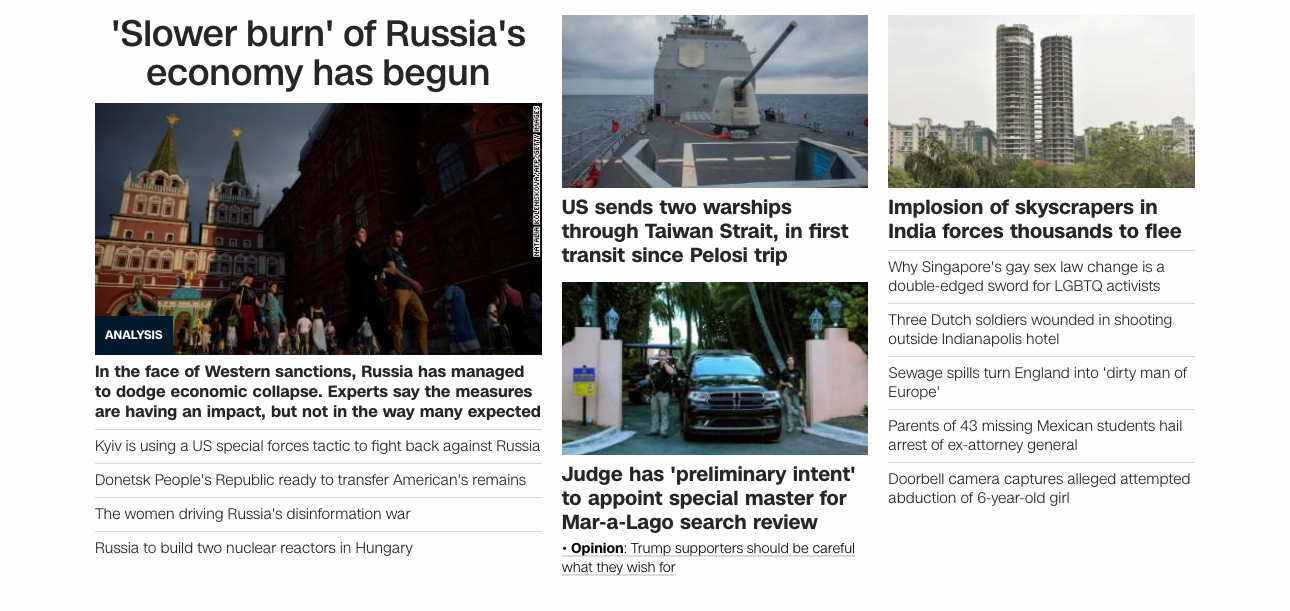 'Slower burn' of Russia's
economy has begun
NATALIA KOLESNIKOVA/AFP/GETTY IMAGES
ANALYSIS
In the face of Western sanctions, Russia has managed
to dodge economic collapse. Experts say the measures
are having an impact, but not in the way many expected
Kyiv is using a US special forces tactic to fight back against Russia
Donetsk People's Republic ready to transfer American's remains
The women driving Russia's disinformation war
Russia to build two nuclear reactors in Hungary
US sends two warships
through Taiwan Strait, in first
transit since Pelosi trip
Judge has 'preliminary intent'
to appoint special master for
Mar-a-Lago search review
• Opinion: Trump supporters should be careful
what they wish for
Implosion of skyscrapers in
India forces thousands to flee
Why Singapore's gay sex law change is a
double-edged sword for LGBTQ activists
Three Dutch soldiers wounded in shooting
outside Indianapolis hotel
Sewage spills turn England into 'dirty man of
Europe'
Parents of 43 missing Mexican students hail
arrest of ex-attorney general
Doorbell camera captures alleged attempted
abduction of 6-year-old girl